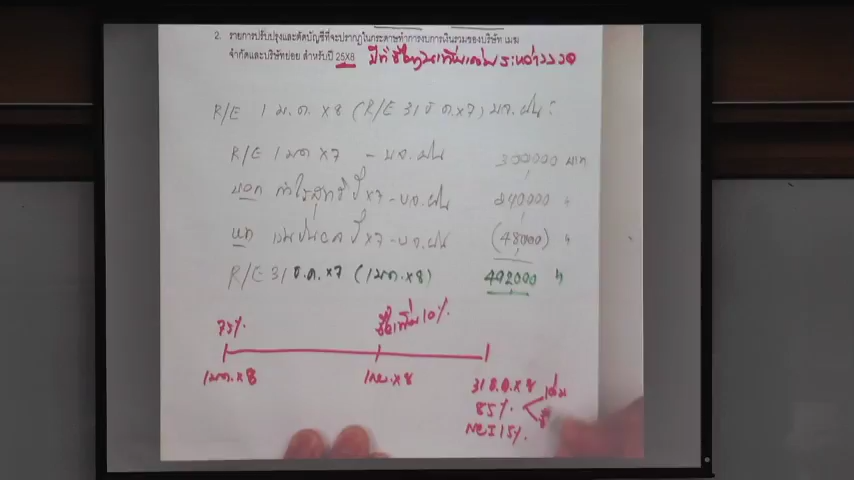 2. รายการปรับปรุงและตัดบัญชีที่จะปรากฏในกระดาษทำการงบการเงินรวมของบริษัท เมฆ
จำกัดและบริษัทย่อย สำหรับปี 25X8 มีการซื้อหุ้นเพิ่มเติมระหว่างงวด
R/E 1 ม.ค. X8 (R/E 31 ธ.ค. X7) บจ.ฝน :
R/E 1 มค X7 - บจ.ฝน 300000 บาท
บวก กำไรสุทธิ ปี X7 - บ.จ.ฝน 240000 "
หัก เงินปันผล ปี X7 - บ.จ.ฝน (48000) "
R/E 31 ธ.ค. X7 (1 มค. X8) 492000 "
75% ซื้อเพิ่ม 10%
1 มค. X8 1 กย. X8 31 ธ.ค. X8
85% เดิม
NCI 15%